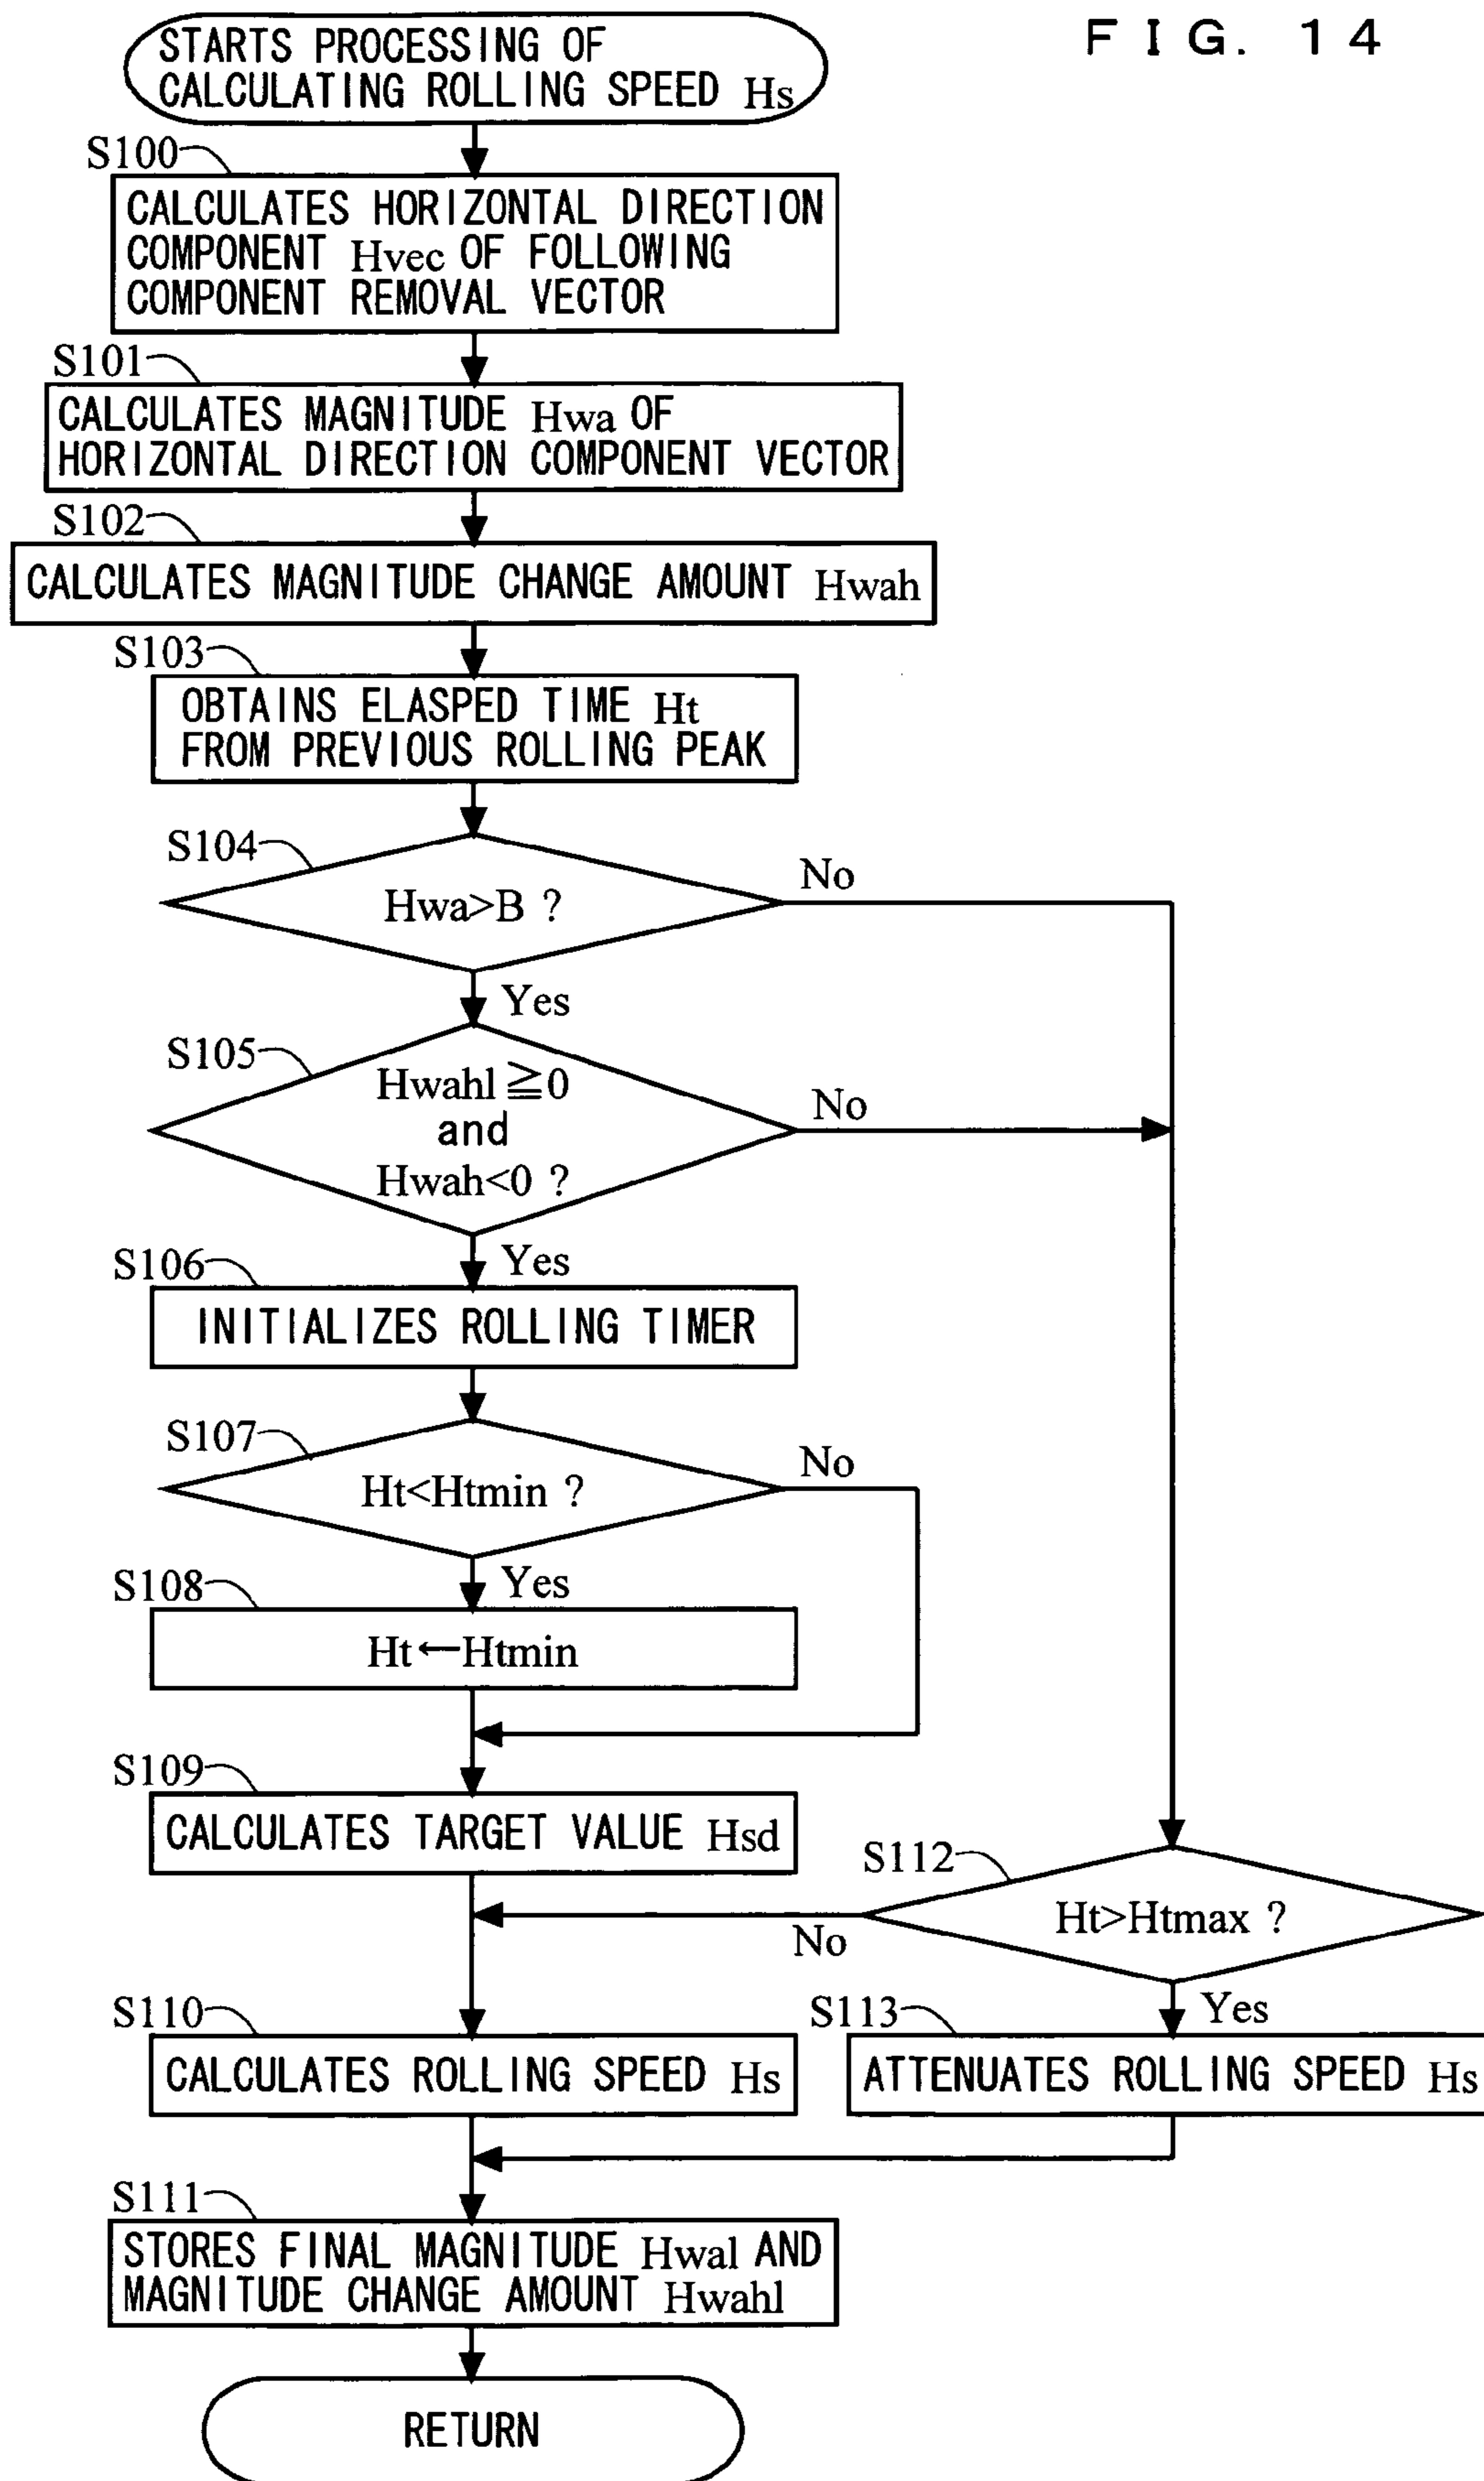 FIG. 14
STARTS PROCESSING OF
CALCULATING ROLLING SPEED Hs
S100
CALCULATES HORIZONTAL DIRECTION
COMPONENT Hvec OF FOLLOWING
COMPONENT REMOVAL VECTOR
S101
CALCULATES MAGNITUDE Hwa OF
HORIZONTAL DIRECTION COMPONENT VECTOR
S102
CALCULATES MAGNITUDE CHANGE AMOUNT Hwah
S103
OBTAINS ELASPED TIME Ht
FROM PREVIOUS ROLLING PEAK
S104
Hwa>B ?
No
Yes
S105
Hwahl ≧0
and
Hwah<0 ?
No
Yes
S106
INITIALIZES ROLLING TIMER
S107
Ht<Htmin ?
No
Yes
S108
Ht←Htmin
S109
CALCULATES TARGET VALUE Hsd
S112
Ht>Htmax ?
No
Yes
S110
CALCULATES ROLLING SPEED Hs
S113
ATTENUATES ROLLING SPEED Hs
S111
STORES FINAL MAGNITUDE Hwal AND
MAGNITUDE CHANGE AMOUNT Hwahl
RETURN